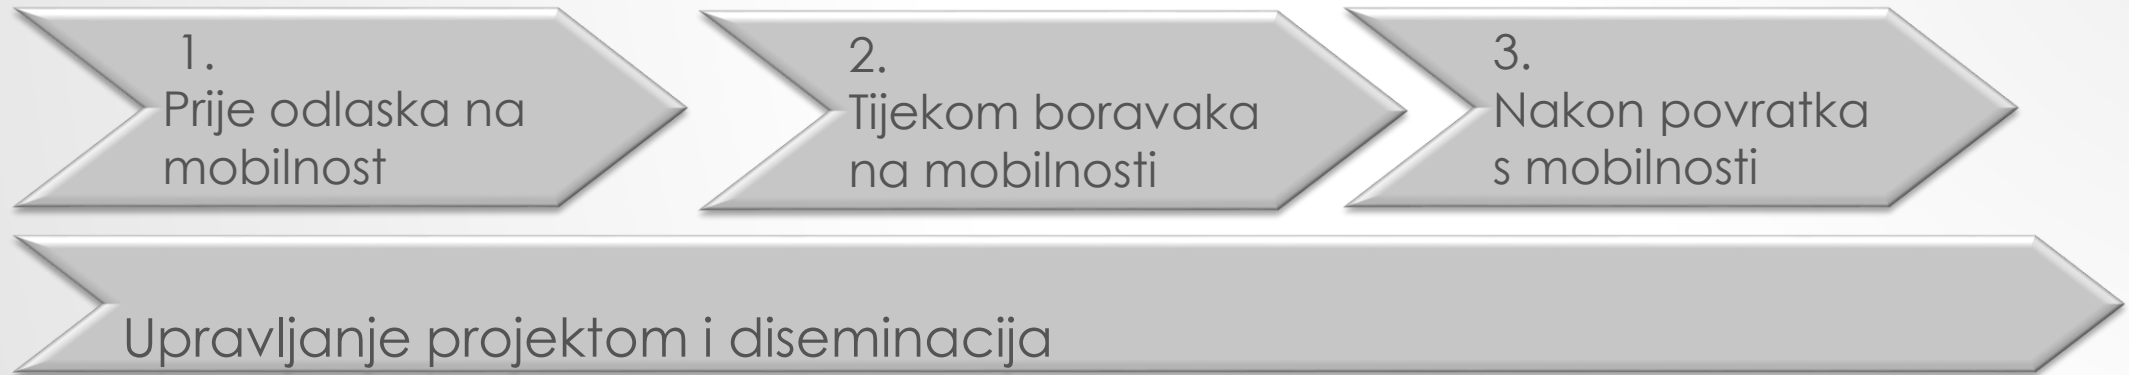 1.
Prije odlaska na
mobilnost
2.
Tijekom boravaka
na mobilnosti
3.
Nakon povratka
s mobilnosti
Upravljanje projektom i diseminacija